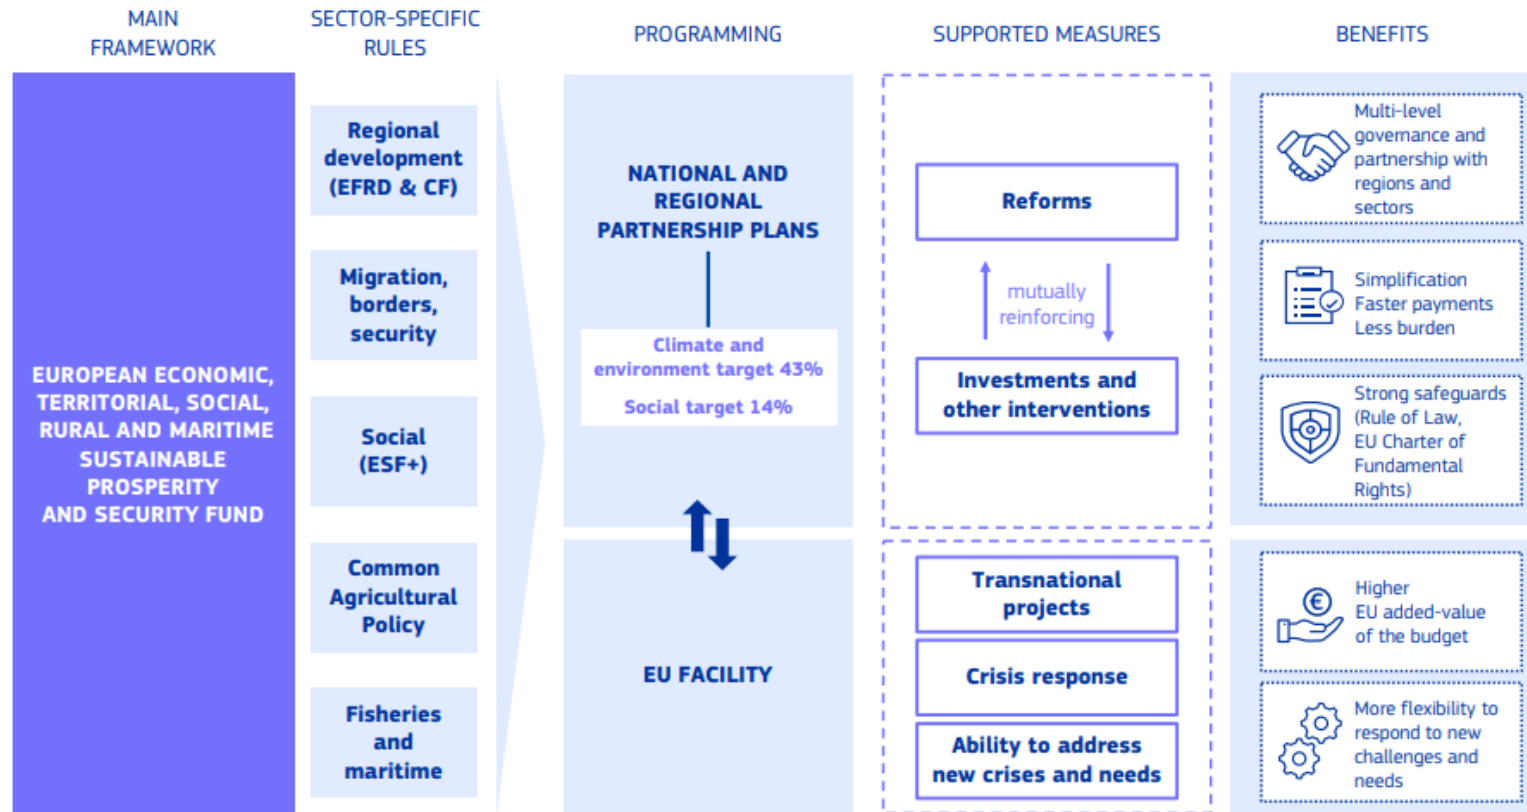 MAIN
FRAMEWORK
SECTOR-SPECIFIC
RULES
PROGRAMMING
SUPPORTED MEASURES
BENEFITS
EUROPEAN ECONOMIC,
TERRITORIAL, SOCIAL,
RURAL AND MARITIME
SUSTAINABLE
PROSPERITY
AND SECURITY FUND
Regional
development
(EFRD & CF)
Migration,
borders,
security
Social
(ESF+)
Common
Agricultural
Policy
Fisheries
and
maritime
NATIONAL AND
REGIONAL
PARTNERSHIP PLANS
Climate and
environment target 43%
Social target 14%
EU FACILITY
Reforms
mutually
reinforcing
Investments and
other interventions
Transnational
projects
Crisis response
Ability to address
new crises and needs
Multi-level
governance and
partnership with
regions and
sectors
Simplification
Faster payments
Less burden
Strong safeguards
(Rule of Law,
EU Charter of
Fundamental
Rights)
€
Higher
EU added-value
of the budget
More flexibility to
respond to new
challenges and
needs